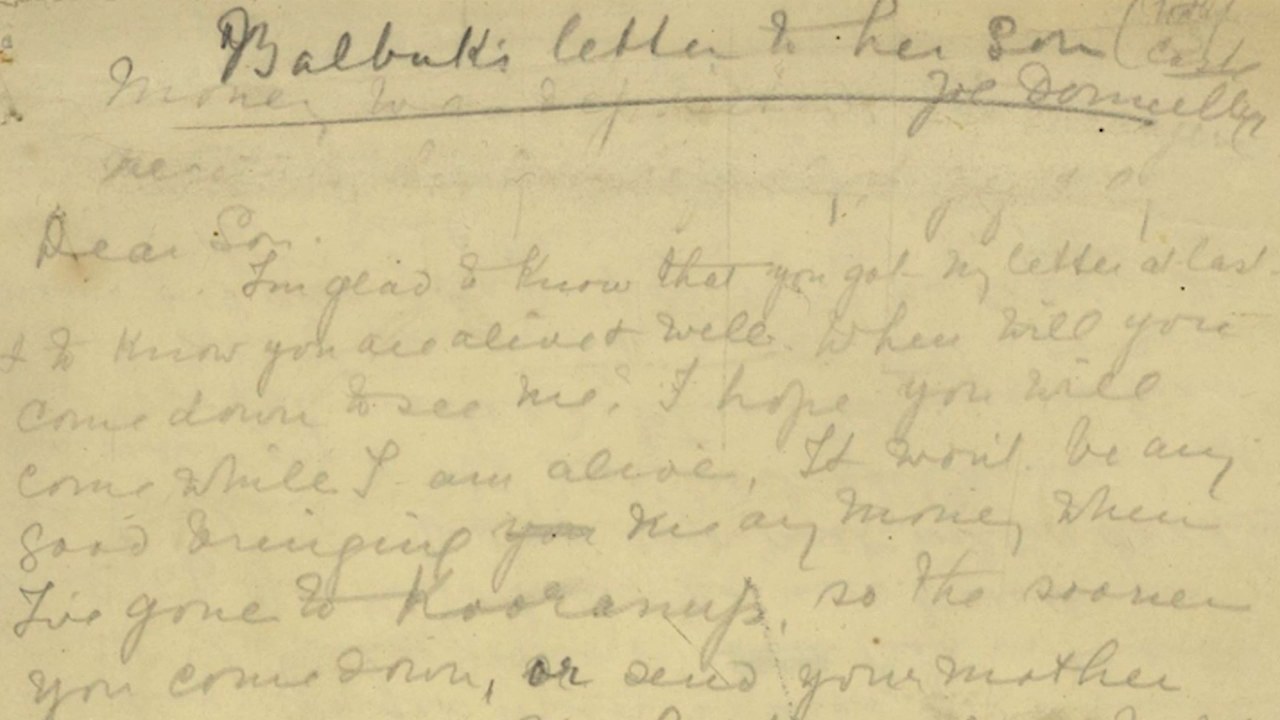 Balbuk's letter to her son
Money
Joe Donnelly
Dear Son.
I'm glad to know that you got my letter at last
& to know you are alive & well. When will you
come down to see me? I hope you will
come while I am alive, It won't be any
good bringing you me any money when
I've gone to Kooranup, so the sooner
you come down, or send your mother